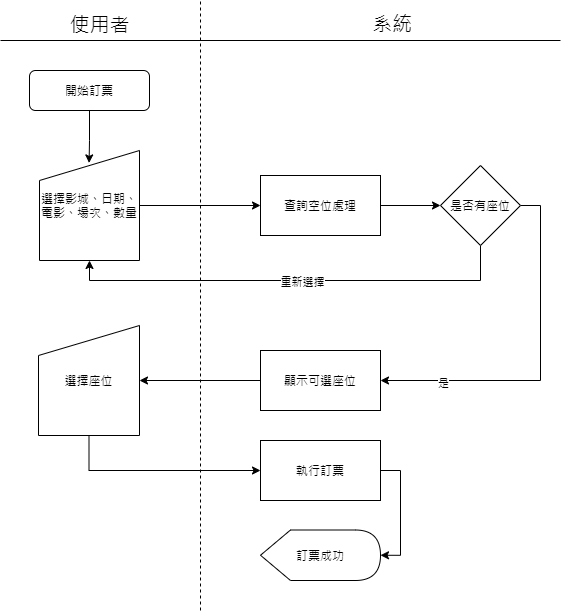 使用者
系統
開始訂票
選擇影城、日期、
電影、場次、數量
查詢空位處理
是否有座位
重新選擇
選擇座位
顯示可選座位
是
執行訂票
訂票成功